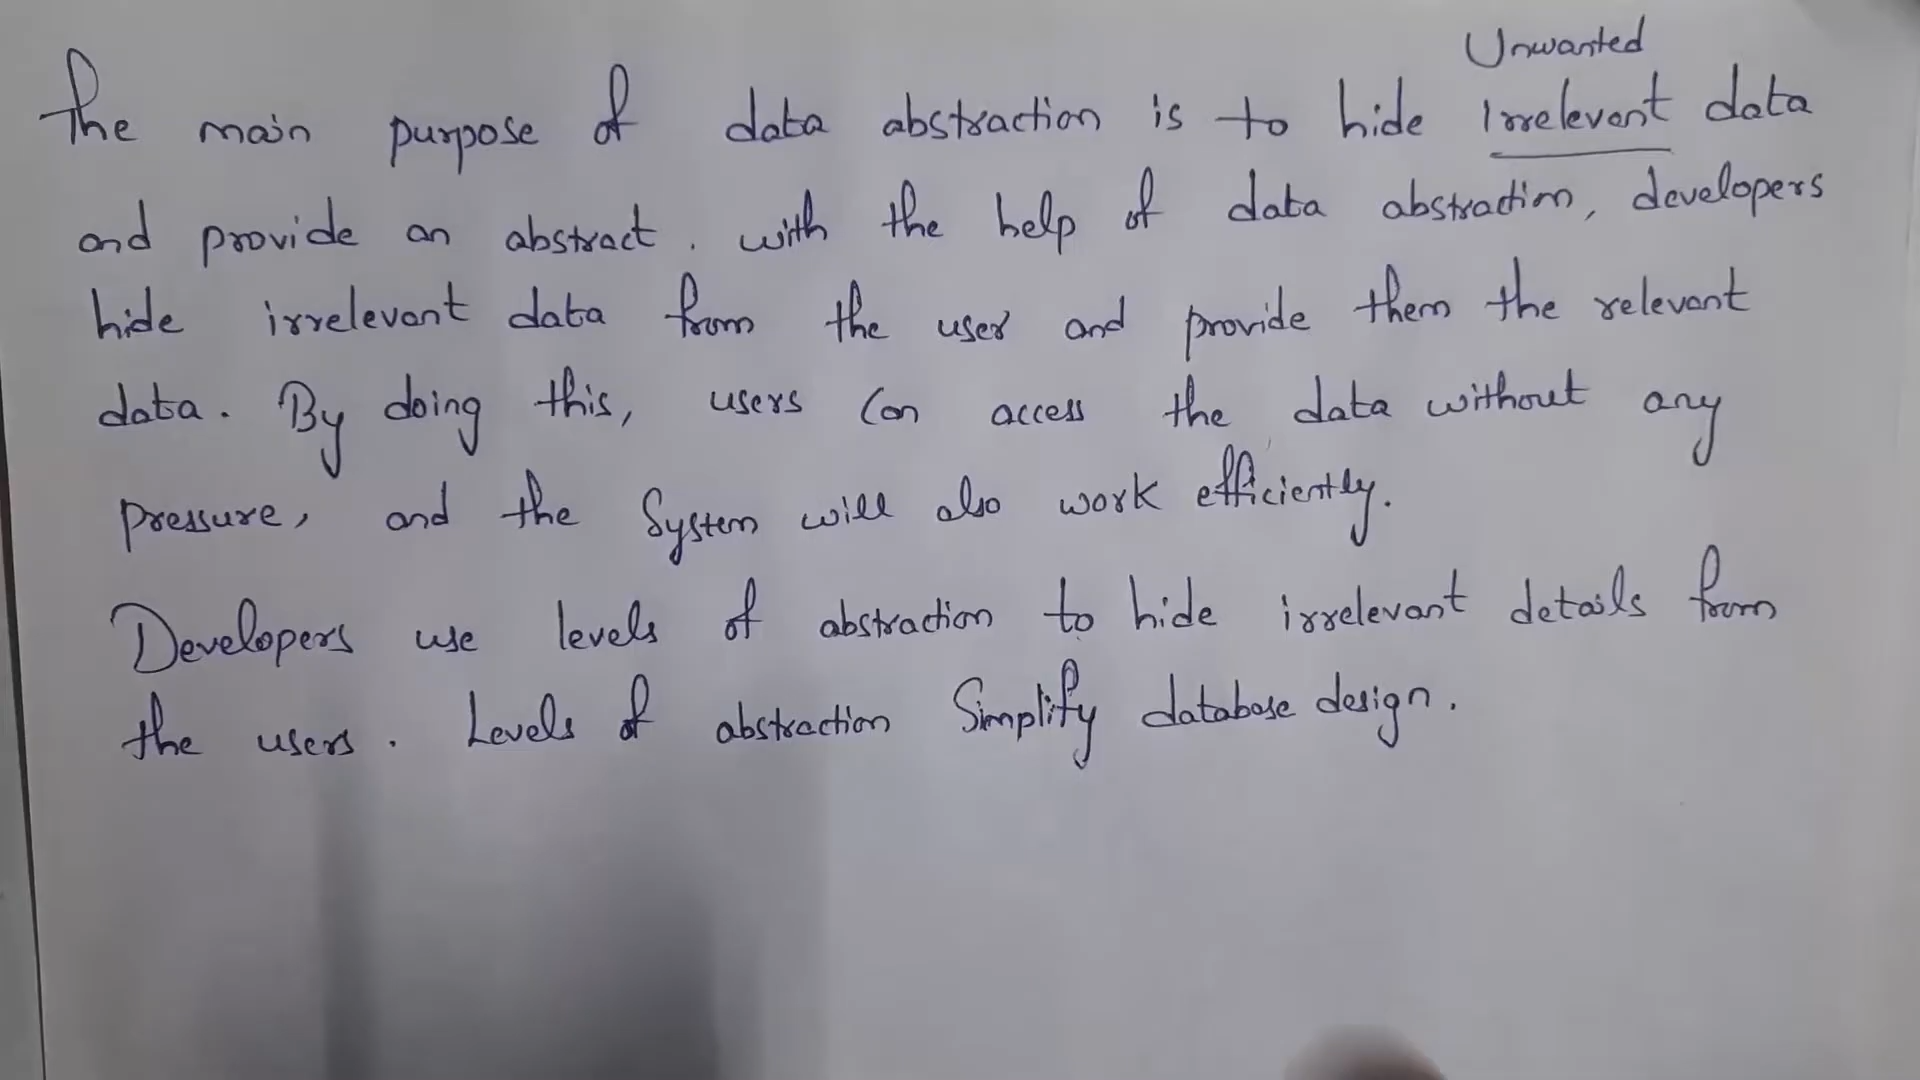 Unwanted
The main purpose of data abstraction is to hide Irrelevant data
and provide an abstract. with the help of data abstraction, developers
hide irrelevant data from the user and provide them the relevant
data. By doing this, users can access the data without any
pressure, and the System will also work efficiently.
Developers use levels of abstraction to hide irrelevant details from
the users. Levels of abstraction Simplify database design.